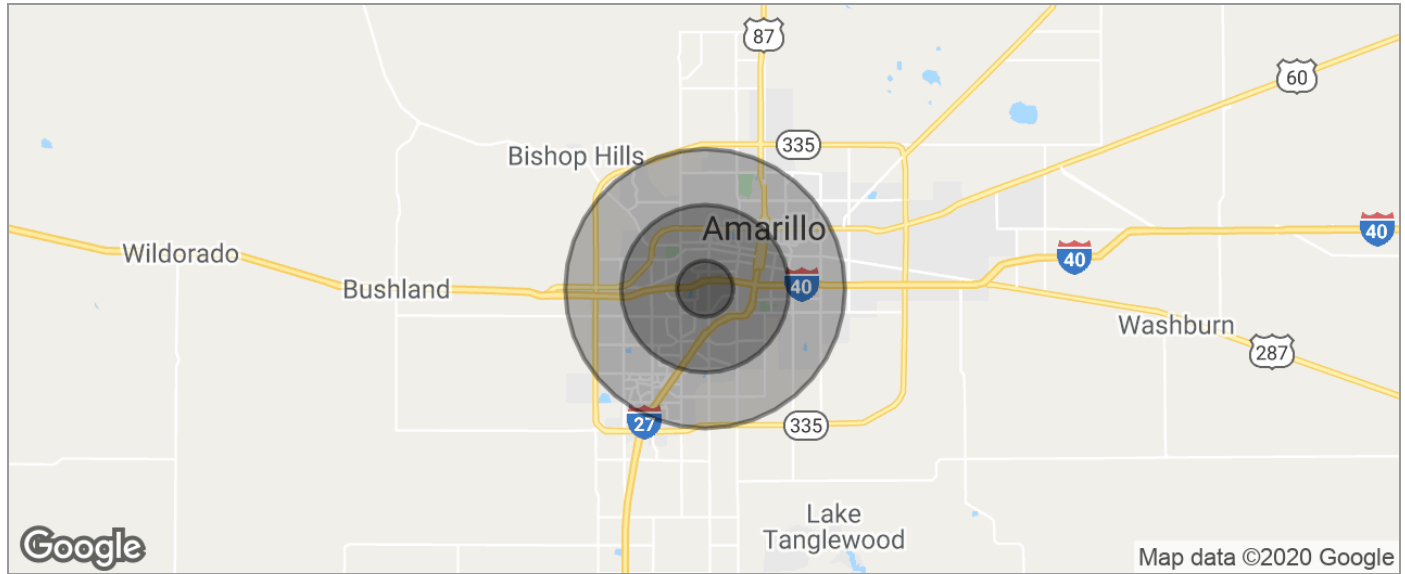 87
60
335
Bishop Hills
Amarillo
40
Wildorado
40
Bushland
40
Washburn
287
27
335
Lake
Tanglewood
Google
Map data ©2020 Google